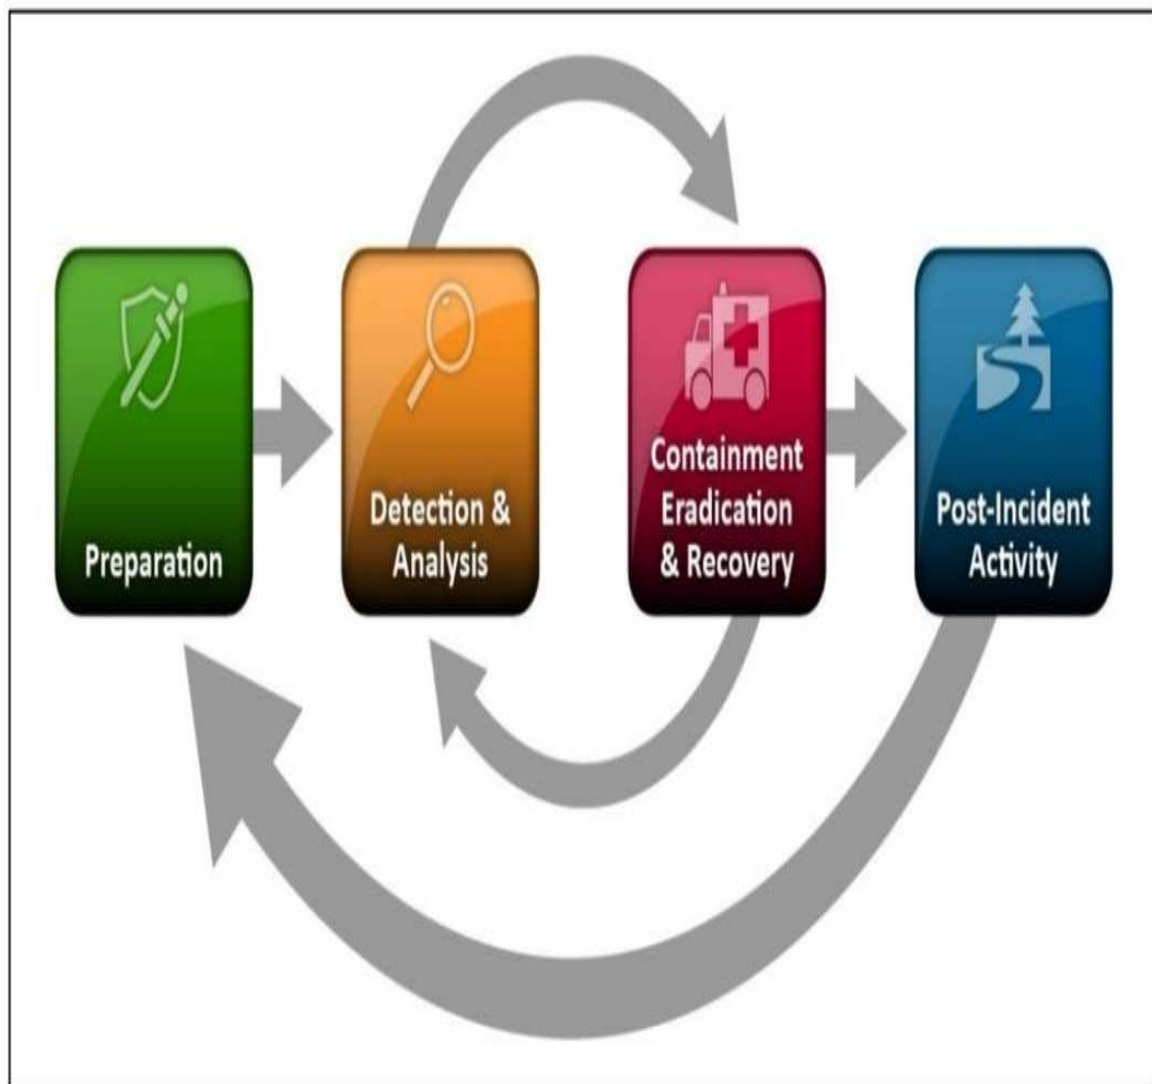 Preparation
Detection &
Analysis
Containment
Eradication
& Recovery
Post-Incident
Activity